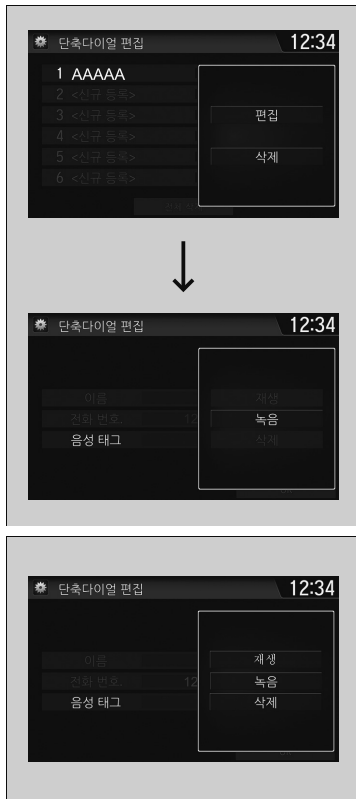 단축다이얼 편집 12:34
1 AAAAA
2 <신규 등록>
3 <신규 등록>
4 <신규 등록>
5 <신규 등록>
6 <신규 등록>
편집
삭제
단축다이얼 편집 12:34
이름
전화 번호. 12
음성 태그
재생
녹음
삭제
단축다이얼 편집 12:34
이름
전화 번호. 12
음성 태그
재생
녹음
삭제